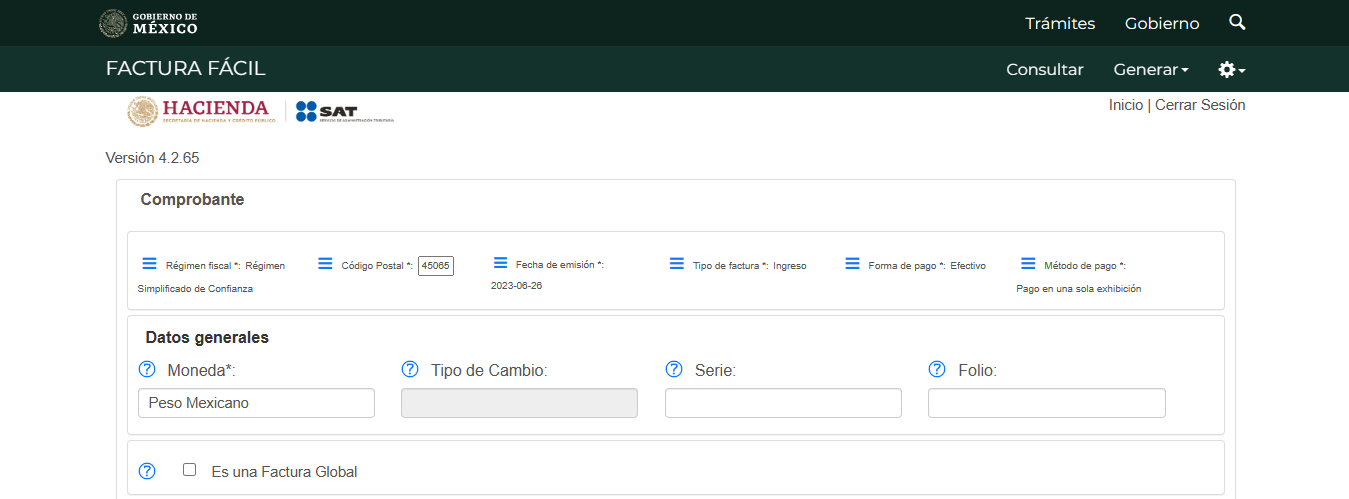 GOBIERNO DE
MÉXICO
Trámites Gobierno
FACTURA FÁCIL
Consultar Generar
HACIENDA
SECRETARÍA DE HACIENDA Y CRÉDITO PÚBLICO
SAT
SERVICIO DE ADMINISTRACIÓN TRIBUTARIA
Inicio | Cerrar Sesión
Versión 4.2.65
Comprobante
Régimen fiscal *: Régimen
Simplificado de Confianza
Código Postal *: 45065
Fecha de emisión *:
2023-06-26
Tipo de factura *: Ingreso
Forma de pago *: Efectivo
Método de pago *:
Pago en una sola exhibición
Datos generales
Moneda*: Tipo de Cambio: Serie: Folio:
Peso Mexicano
Es una Factura Global